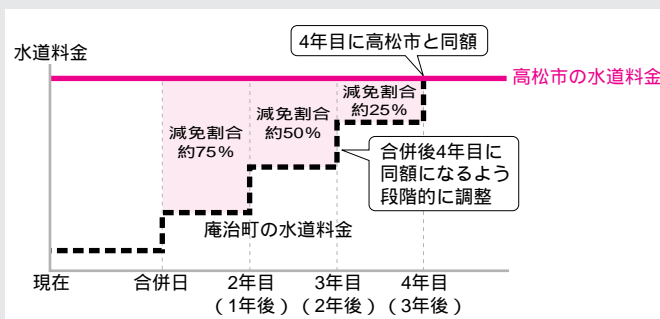 4年目に高松市と同額
水道料金
高松市の水道料金
減免割合
約75%
減免割合
約50%
減免割合
約25%
合併後4年目に
同額になるよう
段階的に調整
庵治町の水道料金
現在
合併日
2年目
(1年後)
3年目
(2年後)
4年目
(3年後)